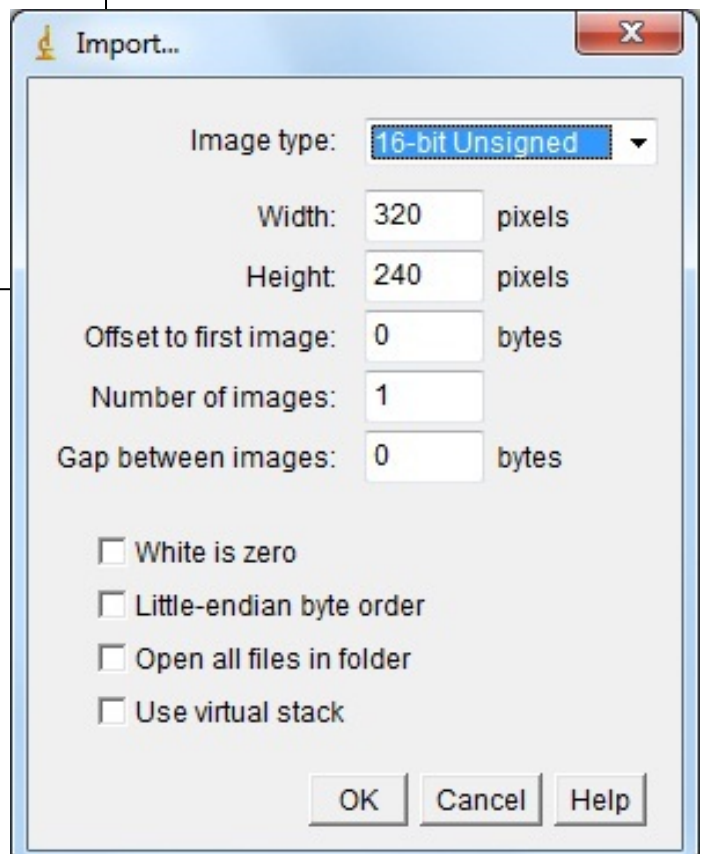 Import...
Image type: 16-bit Unsigned
Width: 320 pixels
Height: 240 pixels
Offset to first image: 0 bytes
Number of images: 1
Gap between images: 0 bytes
White is zero
Little-endian byte order
Open all files in folder
Use virtual stack
OK Cancel Help